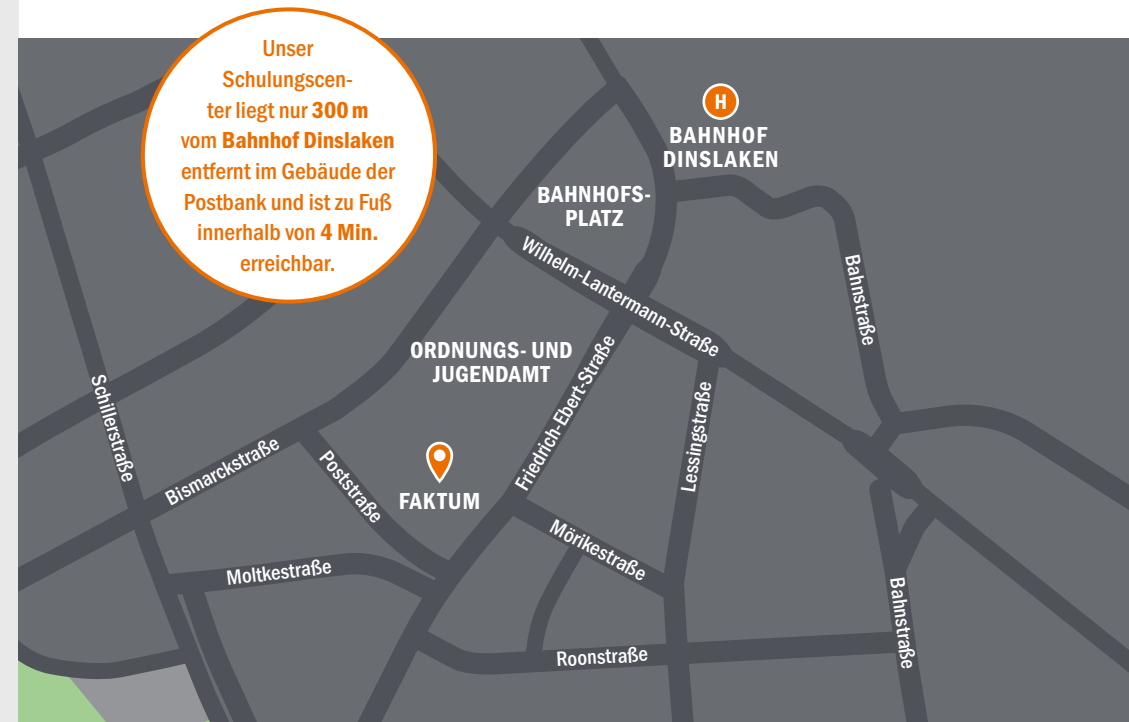 Unser
Schulungscen-
ter liegt nur 300 m
vom Bahnhof Dinslaken
entfernt im Gebäude der
Postbank und ist zu Fuß
innerhalb von 4 Min.
erreichbar.
H
BAHNHOF
DINSLAKEN
BAHNHOFS-
PLATZ
Wilhelm-Lantermann-Straße
Bahnstraße
ORDNUNGS- UND
JUGENDAMT
Friedrich-Ebert-Straße
Lessingstraße
Schillerstraße
Bismarckstraße
Poststraße
FAKTUM
Mörikestraße
Moltkestraße
Bahnstraße
Roonstraße